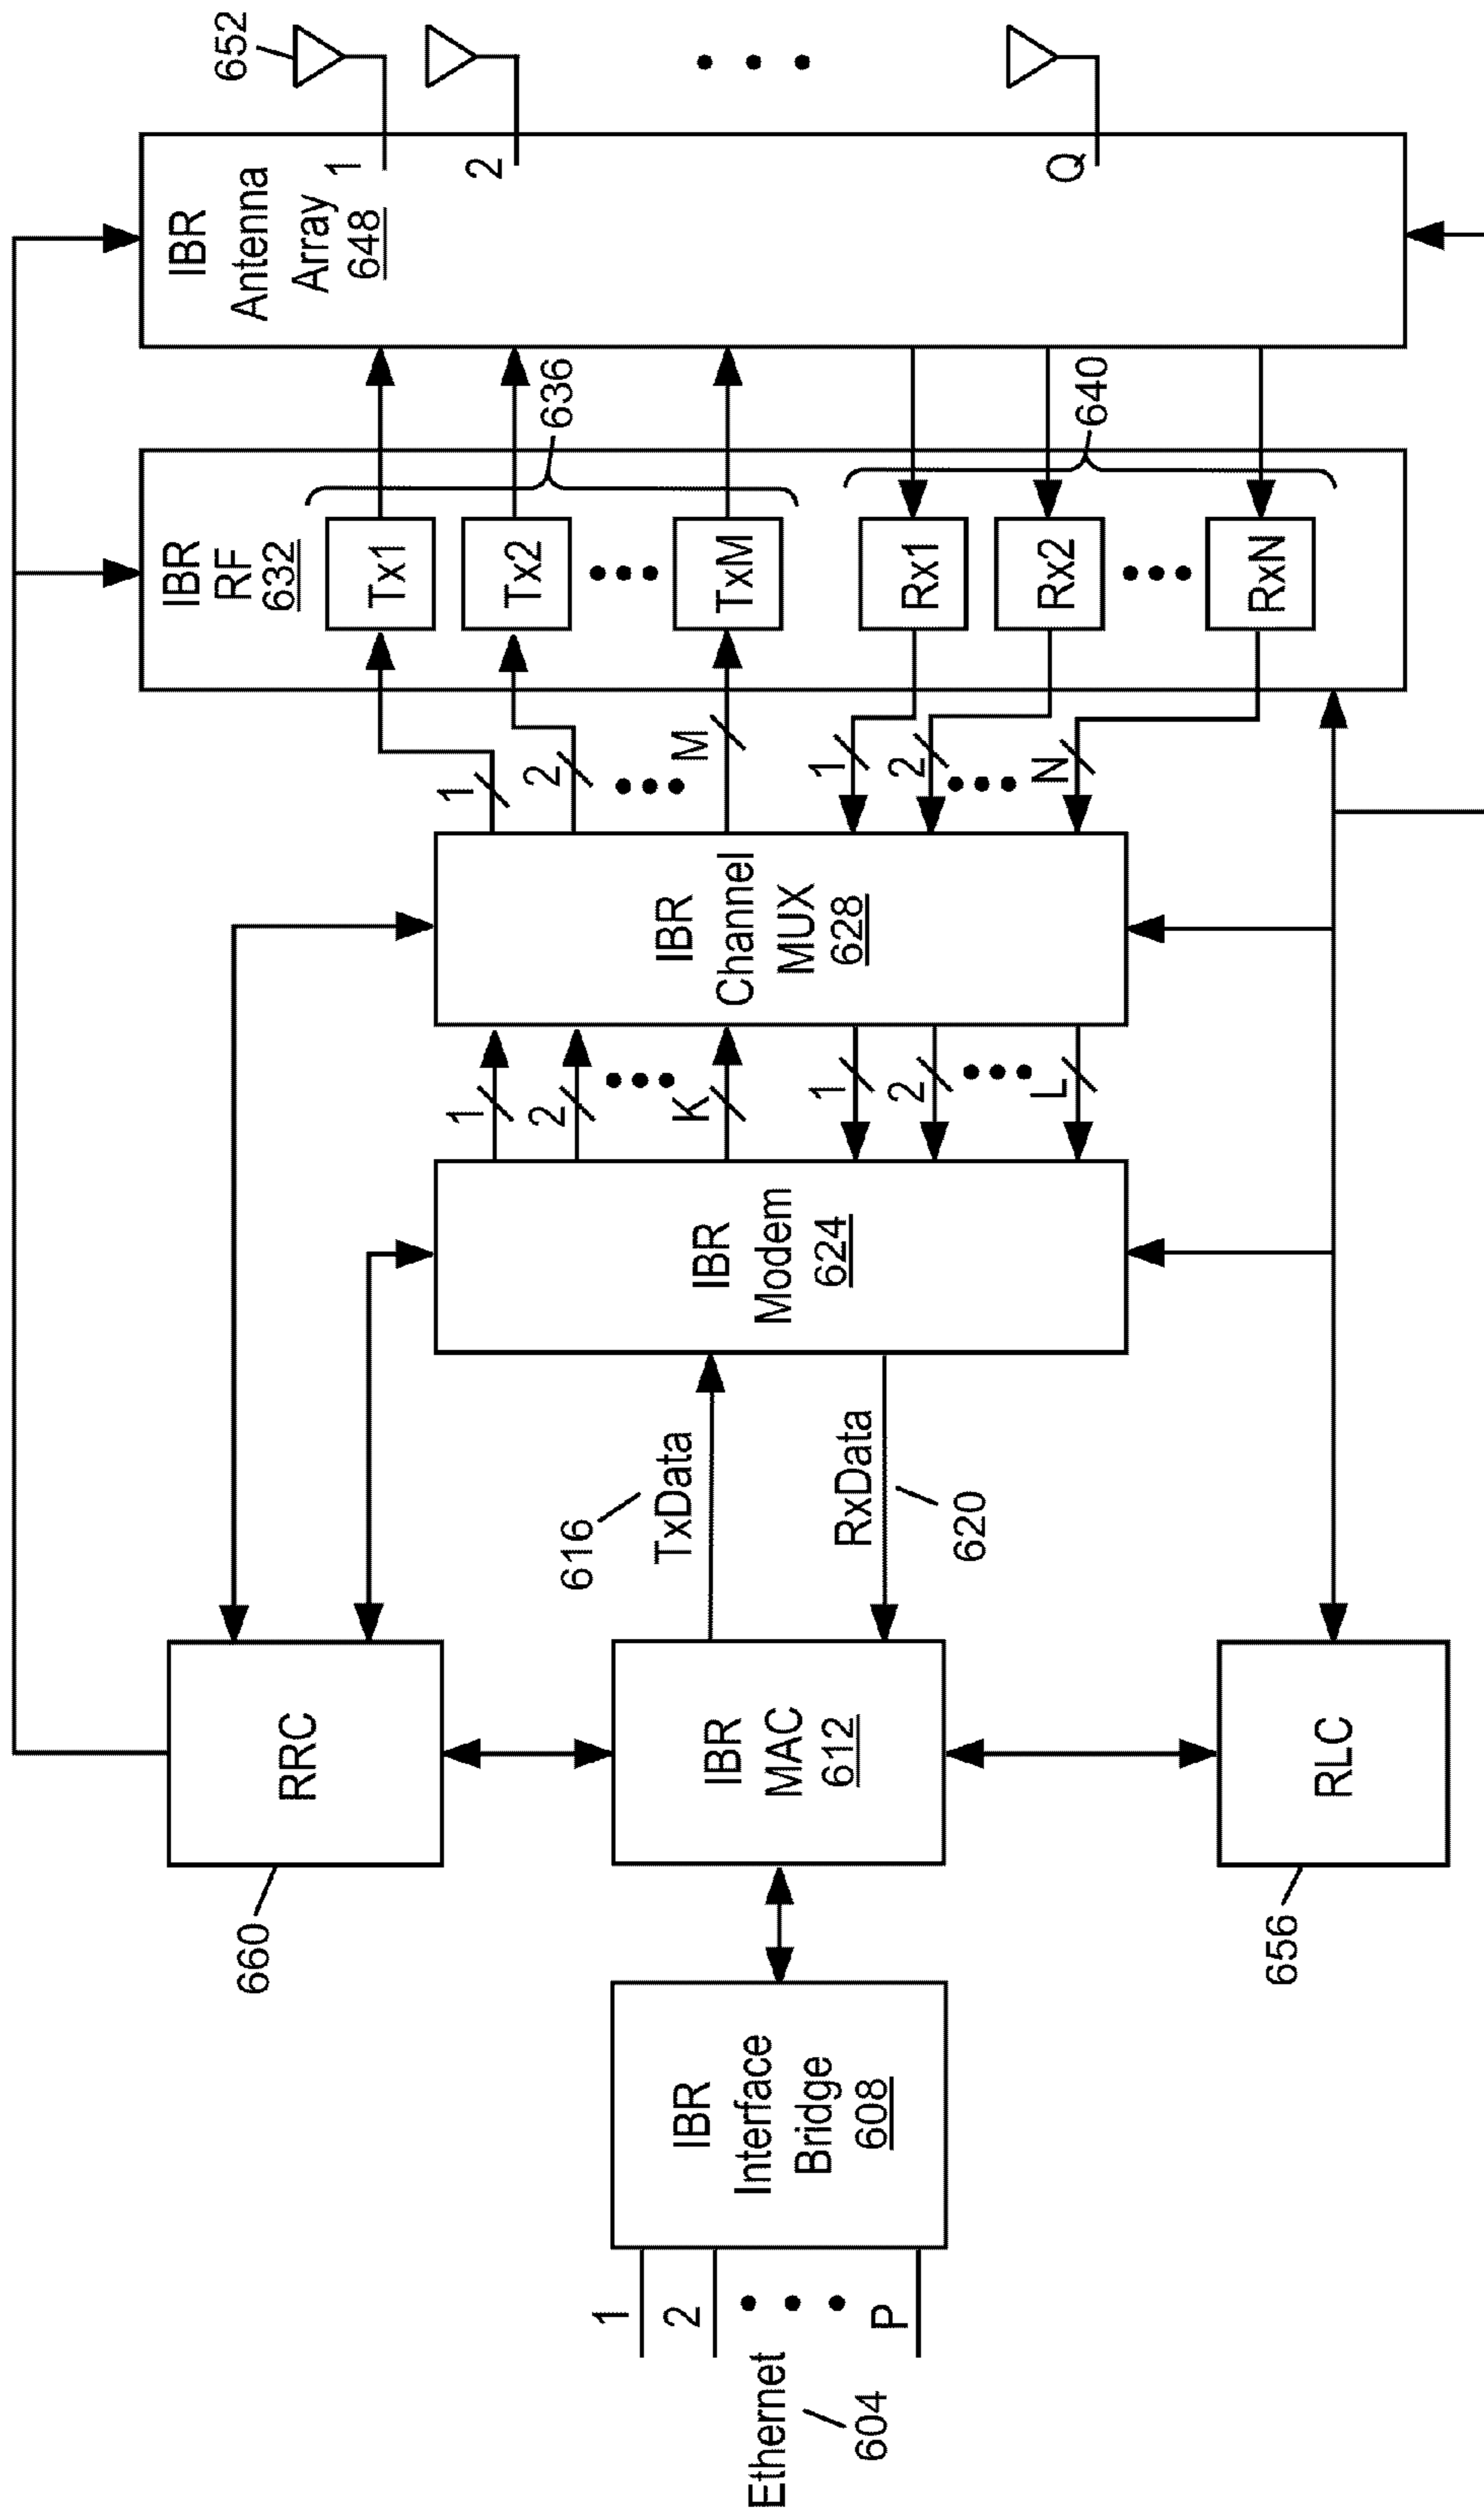 Ethernet
604
1
2
P
IBR
Interface
Bridge
608
660
RRC
IBR
MAC
612
656
RLC
616
TxData
RxData
620
IBR
Modem
624
1
2
K
1
2
L
IBR
Channel
MUX
628
1
2
M
1
2
N
IBR
RF
632
Tx1
Tx2
TxM
636
Rx1
Rx2
RxN
640
IBR
Antenna
Array
648
1
2
Q
652